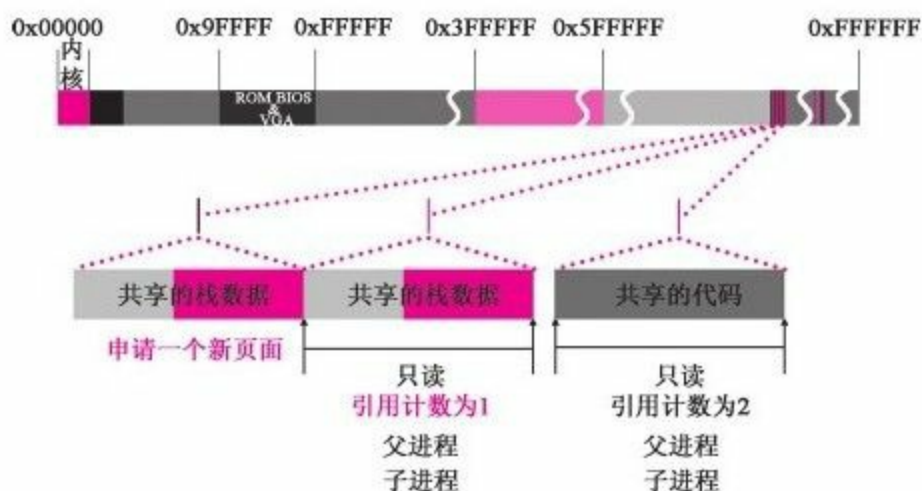 0x00000 0x9FFFF 0xFFFFF 0x3FFFFF 0x5FFFFF 0xFFFFFF
内
核
ROM BIOS
&
VGA
共享的栈数据 共享的栈数据 共享的代码
申请一个新页面
只读 只读
引用计数为1 引用计数为2
父进程 父进程
子进程 子进程